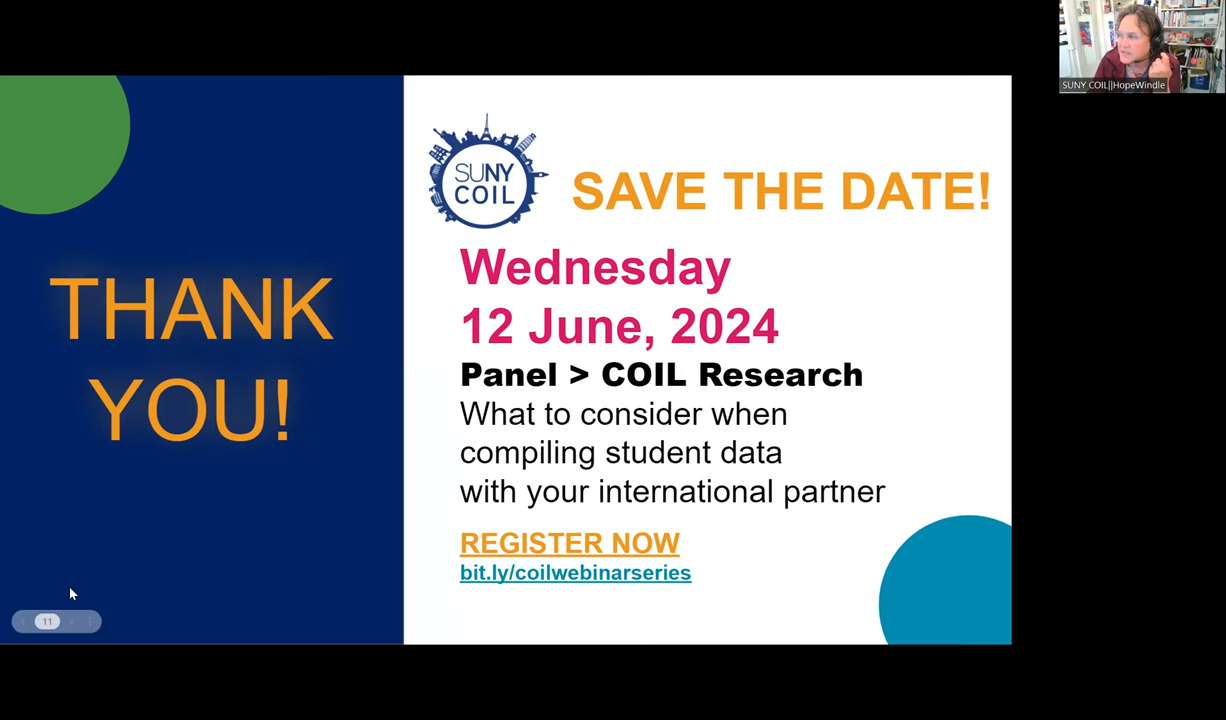 SUNY COIL||HopeWindle
SUNY
COIL
SAVE THE DATE!
THANK
YOU!
Wednesday
12 June, 2024
Panel > COIL Research
What to consider when
compiling student data
with your international partner
REGISTER NOW
bit.ly/coilwebinarseries
11